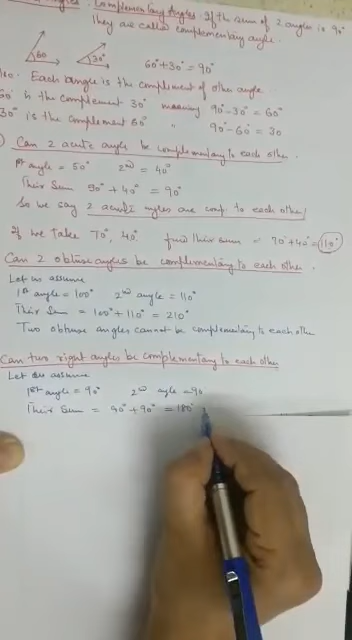 Angles : Complementary Angles : If the sum of 2 angles is 90°
They are called complementary angle.
60° 30° 60°+30° = 90°
Each angle is the complement of other angle
is the complement 30° meaning 90°-30° = 60°
30° is the complement 60° " 90°-60° = 30
Can 2 acute angles be complementary to each other.
1st angle = 50° 2nd = 40°
Their Sum 50°+40° = 90°
So we say 2 acute angles are comp. to each other
If we take 70°, 40° find their sum = 70°+40° = 110°
Can 2 obtuse angles be complementary to each other.
Let us assume
1st angle = 100° 2nd angle = 110°
Their Sum = 100°+110° = 210°
Two obtuse angles cannot be complementary to each other
Can two right angles be complementary to each other
Let us assume
1st angle = 90° 2nd angle = 90
Their Sum = 90°+90° = 180°